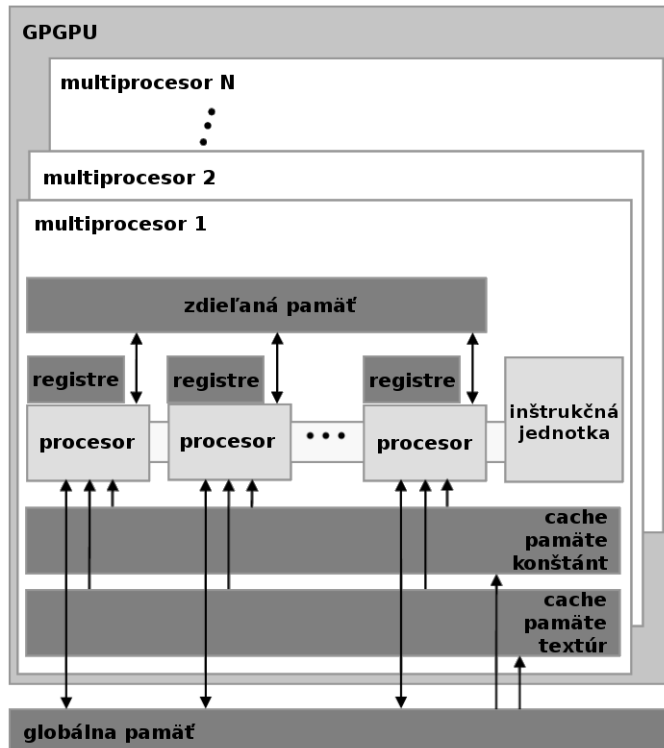 GPGPU
multiprocesor N
multiprocesor 2
multiprocesor 1
zdieľaná pamäť
registre
registre
registre
procesor
procesor
procesor
inštrukčná
jednotka
cache
pamäte
konštánt
cache
pamäte
textúr
globálna pamäť